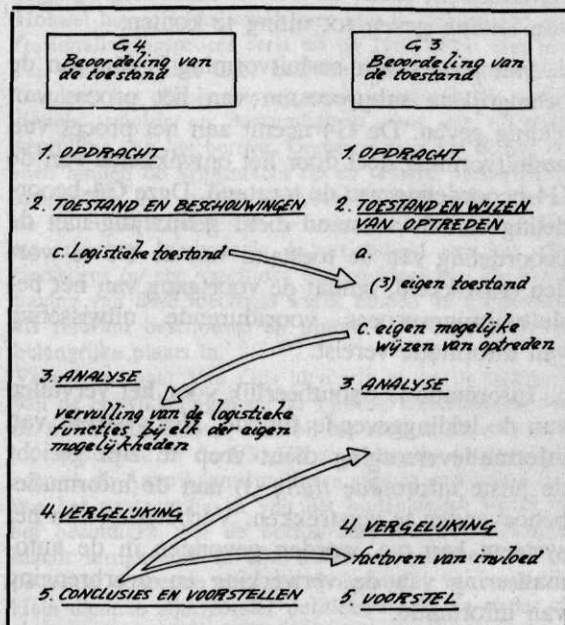 G4
Beoordeling van
de toestand
1. OPDRACHT
2. TOESTAND EN BESCHOUWINGEN
c. Logistieke toestand
3. ANALYSE
vervulling van de logistieke
functies bij elk der eigen
mogelijkheden
4. VERGELIJKING
5. CONCLUSIES EN VOORSTELLEN
G3
Beoordeling van
de toestand
1. OPDRACHT
2. TOESTAND EN WIJZEN
VAN OPTREDEN
a.
(3) eigen toestand
c. eigen mogelijke
wijzen van optreden
3. ANALYSE
4. VERGELIJKING
factoren van invloed
5. VOORSTEL